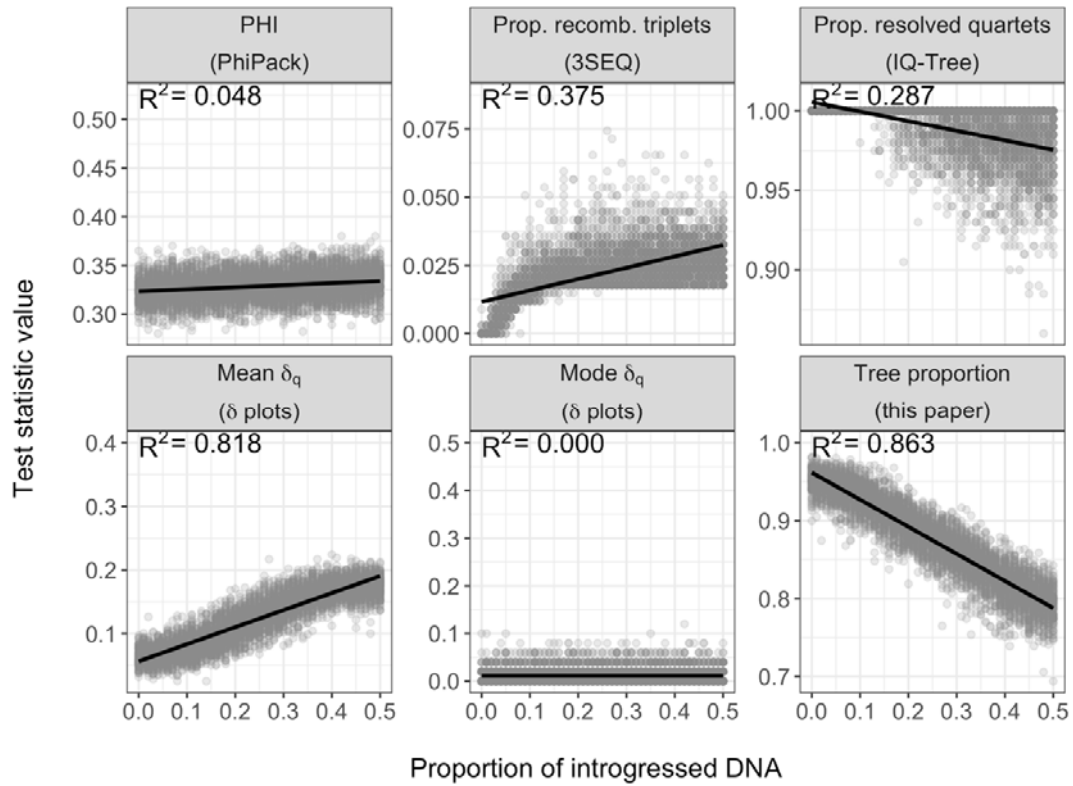 PHI
(PhiPack)
Prop. recomb. triplets
(3SEQ)
Prop. resolved quartets
(IQ-Tree)
R² = 0.048
R² = 0.375
R² = 0.287
0.50
0.45
0.40
0.35
0.30
0.075
0.050
0.025
0.000
1.00
0.95
0.90
Test statistic value
Mean δq
(δ plots)
Mode δq
(δ plots)
Tree proportion
(this paper)
R² = 0.818
R² = 0.000
R² = 0.863
0.4
0.3
0.2
0.1
0.5
0.4
0.3
0.2
0.1
0.0
1.0
0.9
0.8
0.7
0.0 0.1 0.2 0.3 0.4 0.5
0.0 0.1 0.2 0.3 0.4 0.5
0.0 0.1 0.2 0.3 0.4 0.5
Proportion of introgressed DNA